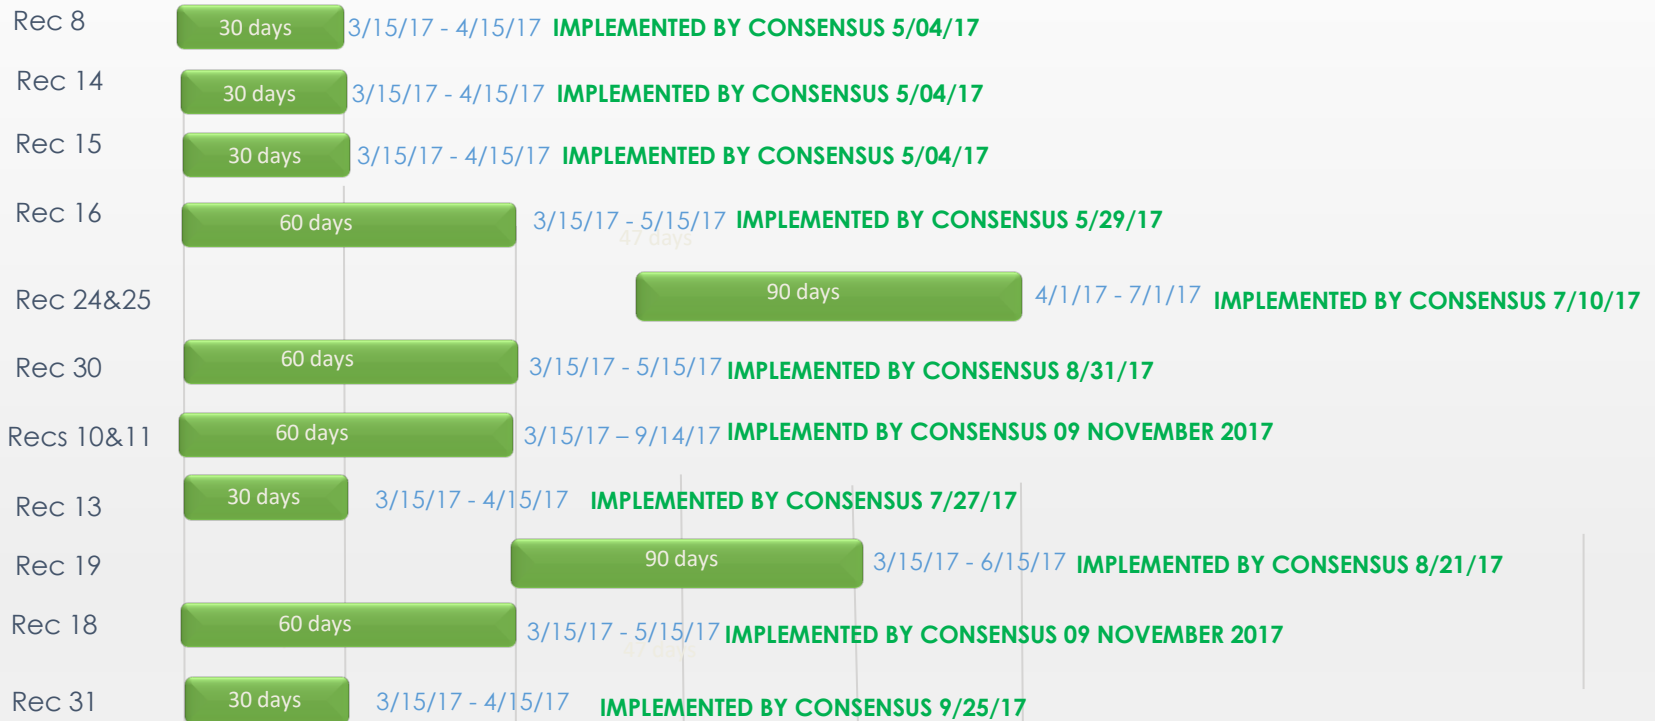 Rec 8 30 days 3/15/17 - 4/15/17 IMPLEMENTED BY CONSENSUS 5/04/17
Rec 14 30 days 3/15/17 - 4/15/17 IMPLEMENTED BY CONSENSUS 5/04/17
Rec 15 30 days 3/15/17 - 4/15/17 IMPLEMENTED BY CONSENSUS 5/04/17
Rec 16 60 days 3/15/17 - 5/15/17 IMPLEMENTED BY CONSENSUS 5/29/17
47 days
Rec 24&25 90 days 4/1/17 - 7/1/17 IMPLEMENTED BY CONSENSUS 7/10/17
Rec 30 60 days 3/15/17 - 5/15/17 IMPLEMENTED BY CONSENSUS 8/31/17
Recs 10&11 60 days 3/15/17 – 9/14/17 IMPLEMENTD BY CONSENSUS 09 NOVEMBER 2017
Rec 13 30 days 3/15/17 - 4/15/17 IMPLEMENTED BY CONSENSUS 7/27/17
Rec 19 90 days 3/15/17 - 6/15/17 IMPLEMENTED BY CONSENSUS 8/21/17
Rec 18 60 days 3/15/17 - 5/15/17 IMPLEMENTED BY CONSENSUS 09 NOVEMBER 2017
47 days
Rec 31 30 days 3/15/17 - 4/15/17 IMPLEMENTED BY CONSENSUS 9/25/17